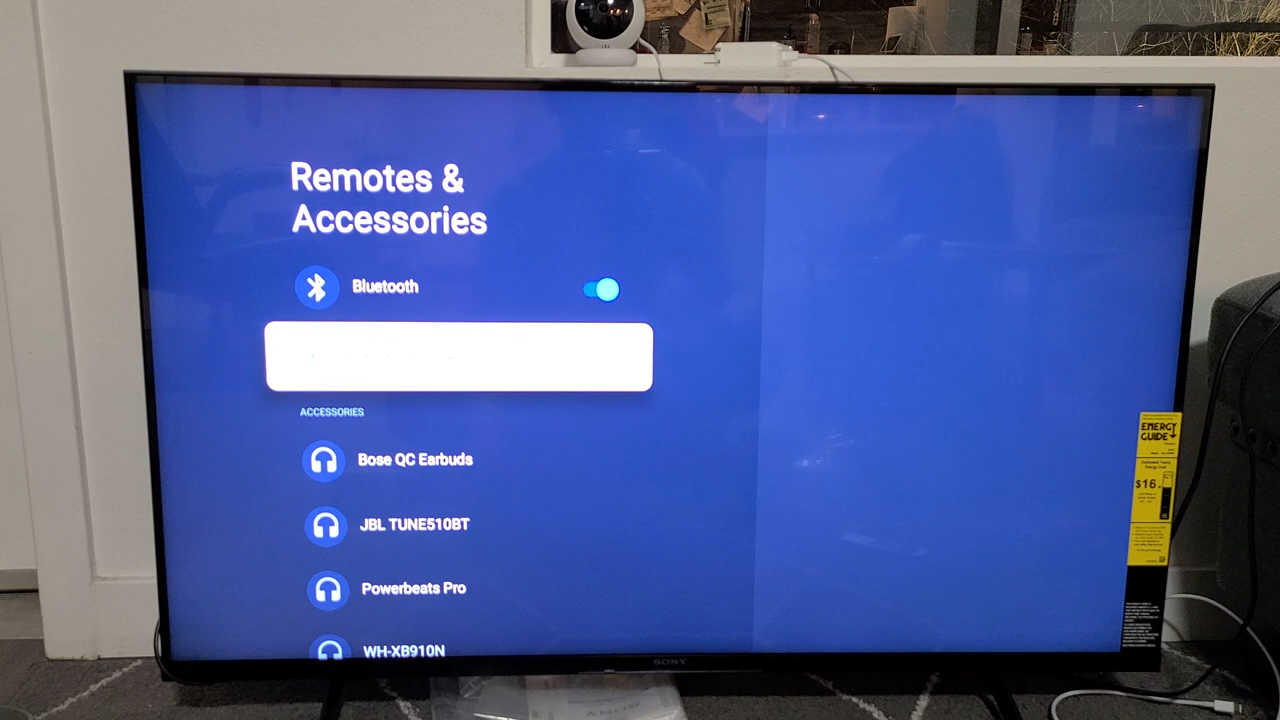 Remotes &
Accessories
Bluetooth
ACCESSORIES
Bose QC Earbuds
JBL TUNE510BT
Powerbeats Pro
WH-XB910N
SONY
ENERGY
GUIDE
$16